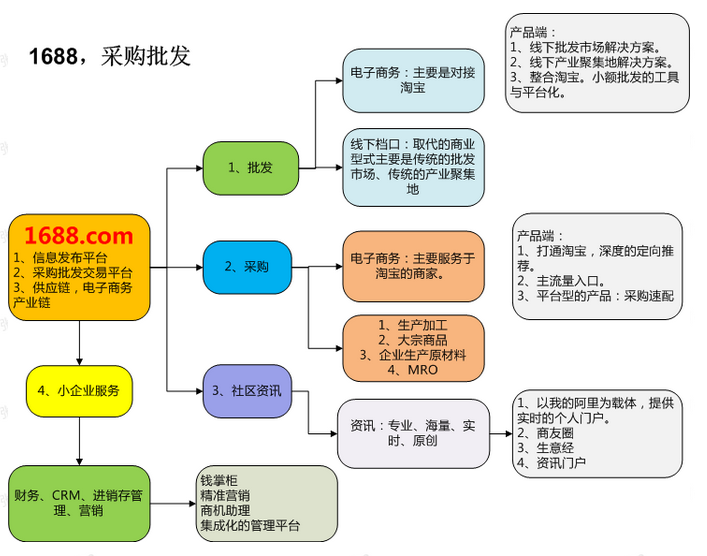 1688，采购批发
产品端：
1、线下批发市场解决方案。
2、线下产业聚集地解决方案。
3、整合淘宝。小额批发的工具
与平台化。
电子商务：主要是对接
淘宝
线下档口：取代的商业
型式主要是传统的批发
市场、传统的产业聚集
地
1、批发
1688.com
1、信息发布平台
2、采购批发交易平台
3、供应链，电子商务
产业链
2、采购
电子商务：主要服务于
淘宝的商家。
产品端：
1、打通淘宝，深度的定向推
荐。
2、主流量入口。
3、平台型的产品：采购速配
1、生产加工
2、大宗商品
3、企业生产原材料
4、MRO
3、社区资讯
资讯：专业、海量、实
时、原创
1、以我的阿里为载体，提供
实时的个人门户。
2、商友圈
3、生意经
4、资讯门户
4、小企业服务
财务、CRM、进销存管
理、营销
钱掌柜
精准营销
商机助理
集成化的管理平台